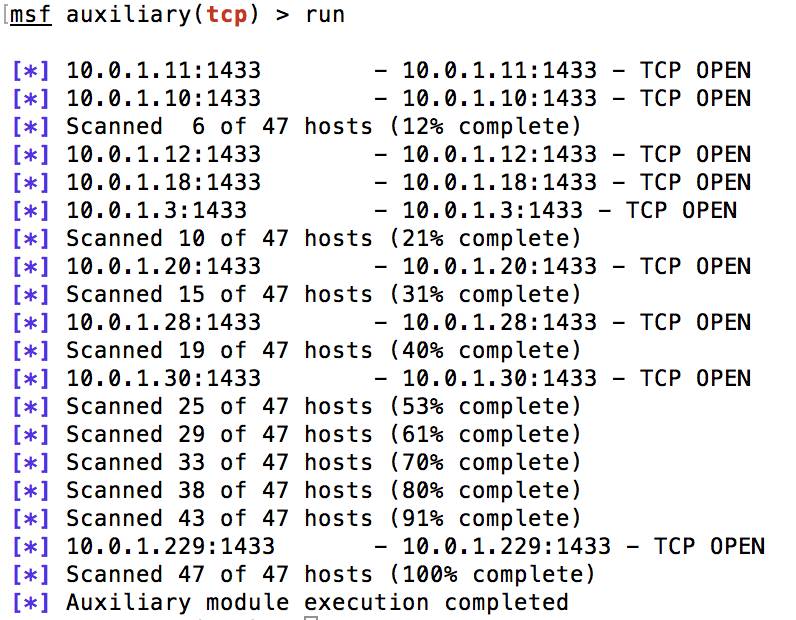 [msf auxiliary(tcp) > run
[*] 10.0.1.11:1433        - 10.0.1.11:1433 - TCP OPEN
[*] 10.0.1.10:1433        - 10.0.1.10:1433 - TCP OPEN
[*] Scanned  6 of 47 hosts (12% complete)
[*] 10.0.1.12:1433        - 10.0.1.12:1433 - TCP OPEN
[*] 10.0.1.18:1433        - 10.0.1.18:1433 - TCP OPEN
[*] 10.0.1.3:1433         - 10.0.1.3:1433 - TCP OPEN
[*] Scanned 10 of 47 hosts (21% complete)
[*] 10.0.1.20:1433        - 10.0.1.20:1433 - TCP OPEN
[*] Scanned 15 of 47 hosts (31% complete)
[*] 10.0.1.28:1433        - 10.0.1.28:1433 - TCP OPEN
[*] Scanned 19 of 47 hosts (40% complete)
[*] 10.0.1.30:1433        - 10.0.1.30:1433 - TCP OPEN
[*] Scanned 25 of 47 hosts (53% complete)
[*] Scanned 29 of 47 hosts (61% complete)
[*] Scanned 33 of 47 hosts (70% complete)
[*] Scanned 38 of 47 hosts (80% complete)
[*] Scanned 43 of 47 hosts (91% complete)
[*] 10.0.1.229:1433       - 10.0.1.229:1433 - TCP OPEN
[*] Scanned 47 of 47 hosts (100% complete)
[*] Auxiliary module execution completed